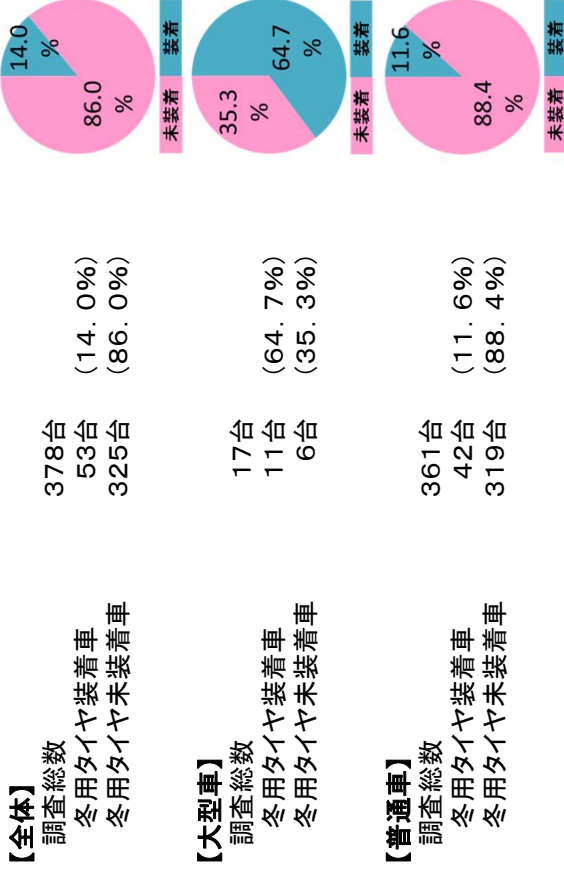 【全体】
調査総数 378台
冬用タイヤ装着車 53台 （14．0%）
冬用タイヤ未装着車 325台 （86．0%）
14.0
%
86.0
%
未装着 装着
【大型車】
調査総数 17台
冬用タイヤ装着車 11台 （64．7%）
冬用タイヤ未装着車 6台 （35．3%）
35.3
%
64.7
%
未装着 装着
【普通車】
調査総数 361台
冬用タイヤ装着車 42台 （11．6%）
冬用タイヤ未装着車 319台 （88．4%）
11.6
%
88.4
%
未装着 装着